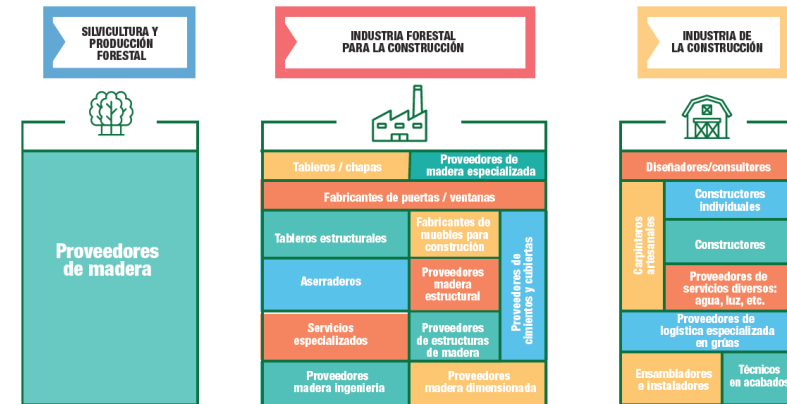 SILVICULTURA Y
PRODUCCIÓN
FORESTAL
INDUSTRIA FORESTAL
PARA LA CONSTRUCCIÓN
INDUSTRIA DE
LA CONSTRUCCIÓN
Proveedores
de madera
Tableros / chapas
Proveedores de
madera especializada
Fabricantes de puertas / ventanas
Tableros estructurales
Fabricantes de
muebles para
construción
Proveedores de
cimientos y cubiertas
Aserraderos
Proveedores
madera
estructural
Servicios
especializados
Proveedores
de estructuras
de madera
Proveedores
madera ingenieria
Proveedores
madera dimensionada
Diseñadores/consultores
Carpinteros
artesanales
Constructores
individuales
Constructores
Proveedores de
servicios diversos:
agua, luz, etc.
Proveedores de
logística especializada
en grúas
Ensambladores
e instaladores
Técnicos
en acabados